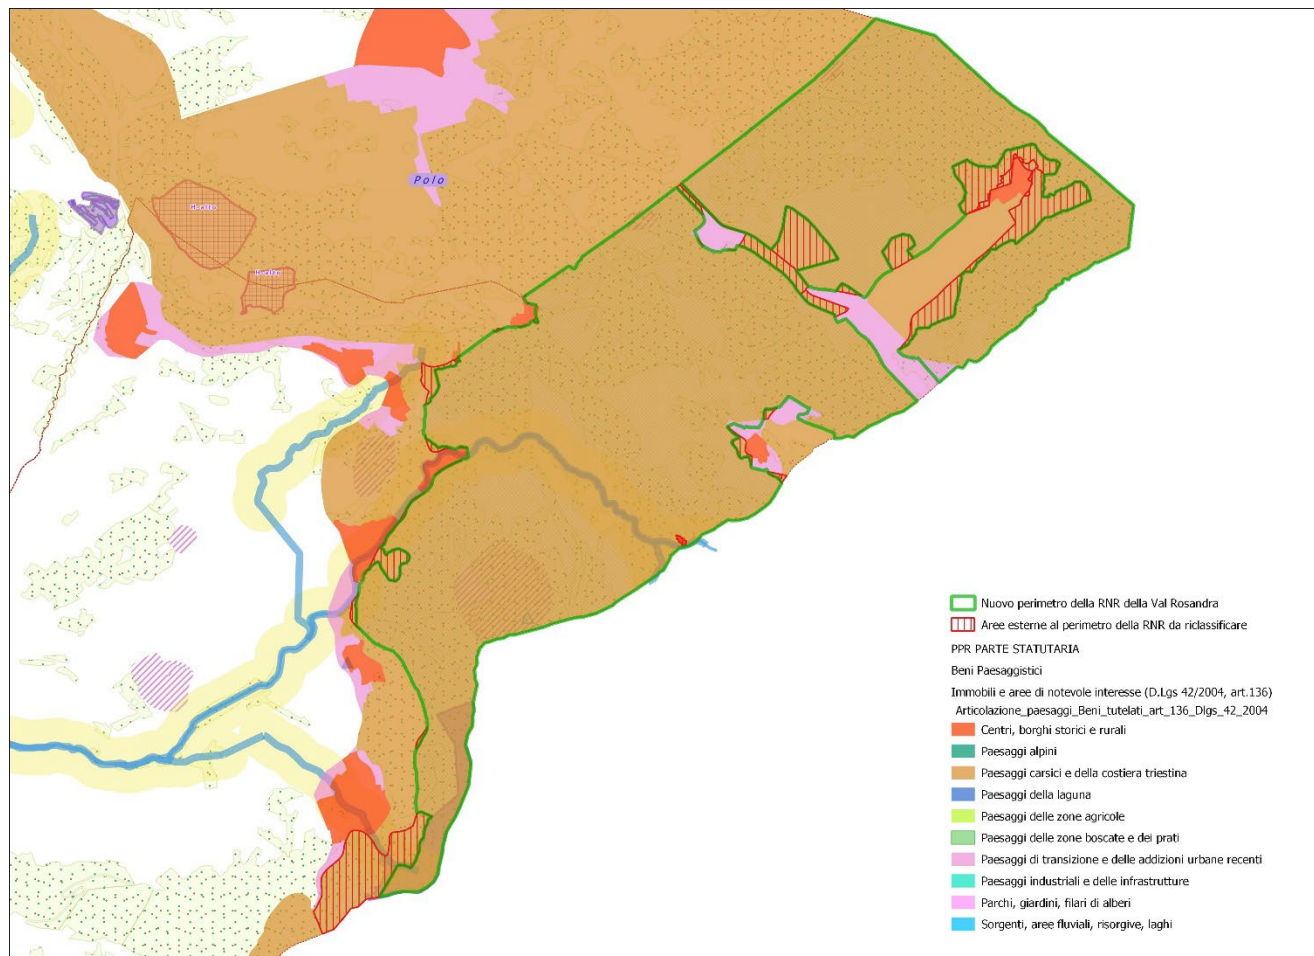 Polo
Nuovo perimetro della RNR della Val Rosandra
Aree esterne al perimetro della RNR da riclassificare
PPR PARTE STATUTARIA
Beni Paesaggistici
Immobili e aree di notevole interesse (D.Lgs 42/2004, art.136)
Articolazione_paesaggi_Beni_tutelati_art_136_Dlgs_42_2004
Centri, borghi storici e rurali
Paesaggi alpini
Paesaggi carsici e della costiera triestina
Paesaggi della laguna
Paesaggi delle zone agricole
Paesaggi delle zone boscate e dei prati
Paesaggi di transizione e delle addizioni urbane recenti
Paesaggi industriali e delle infrastrutture
Parchi, giardini, filari di alberi
Sorgenti, aree fluviali, risorgive, laghi